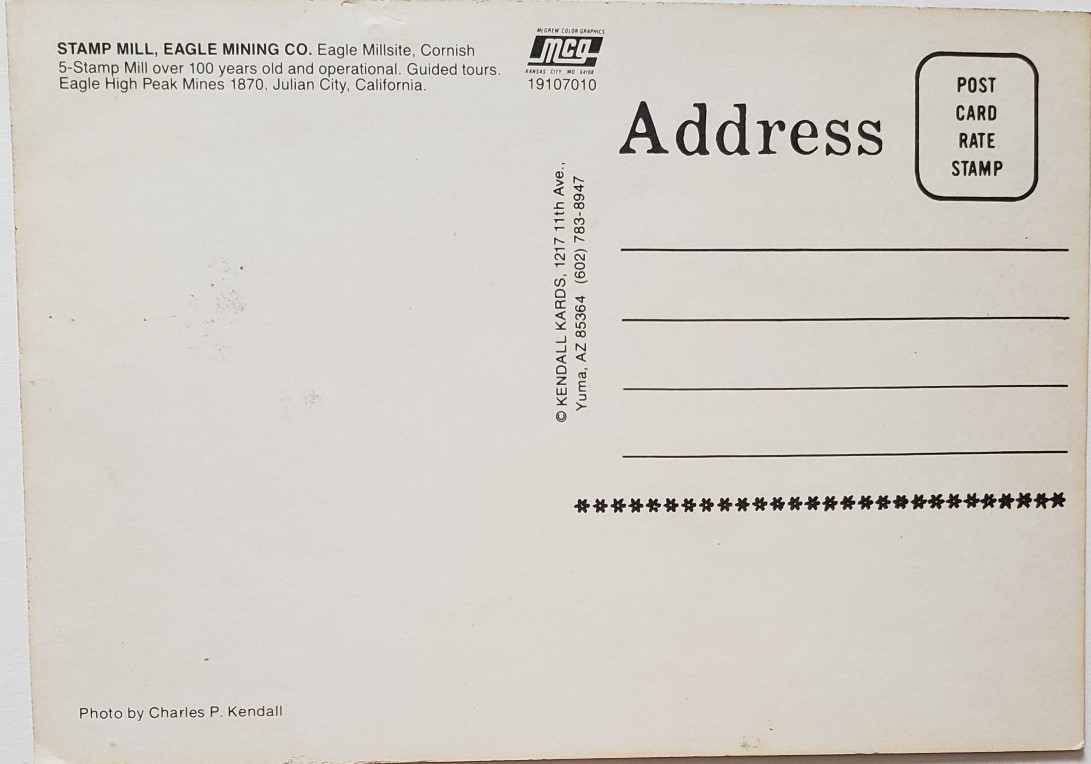 STAMP MILL, EAGLE MINING CO. Eagle Millsite, Cornish
5-Stamp Mill over 100 years old and operational. Guided tours.
Eagle High Peak Mines 1870, Julian City, California.
McGREW COLOR GRAPHICS
mcg
KANSAS CITY MO 64108
19107010
Address
POST
CARD
RATE
STAMP
© KENDALL KARDS, 1217 11th Ave.,
Yuma, AZ 85364 (602) 783-8947
Photo by Charles P. Kendall